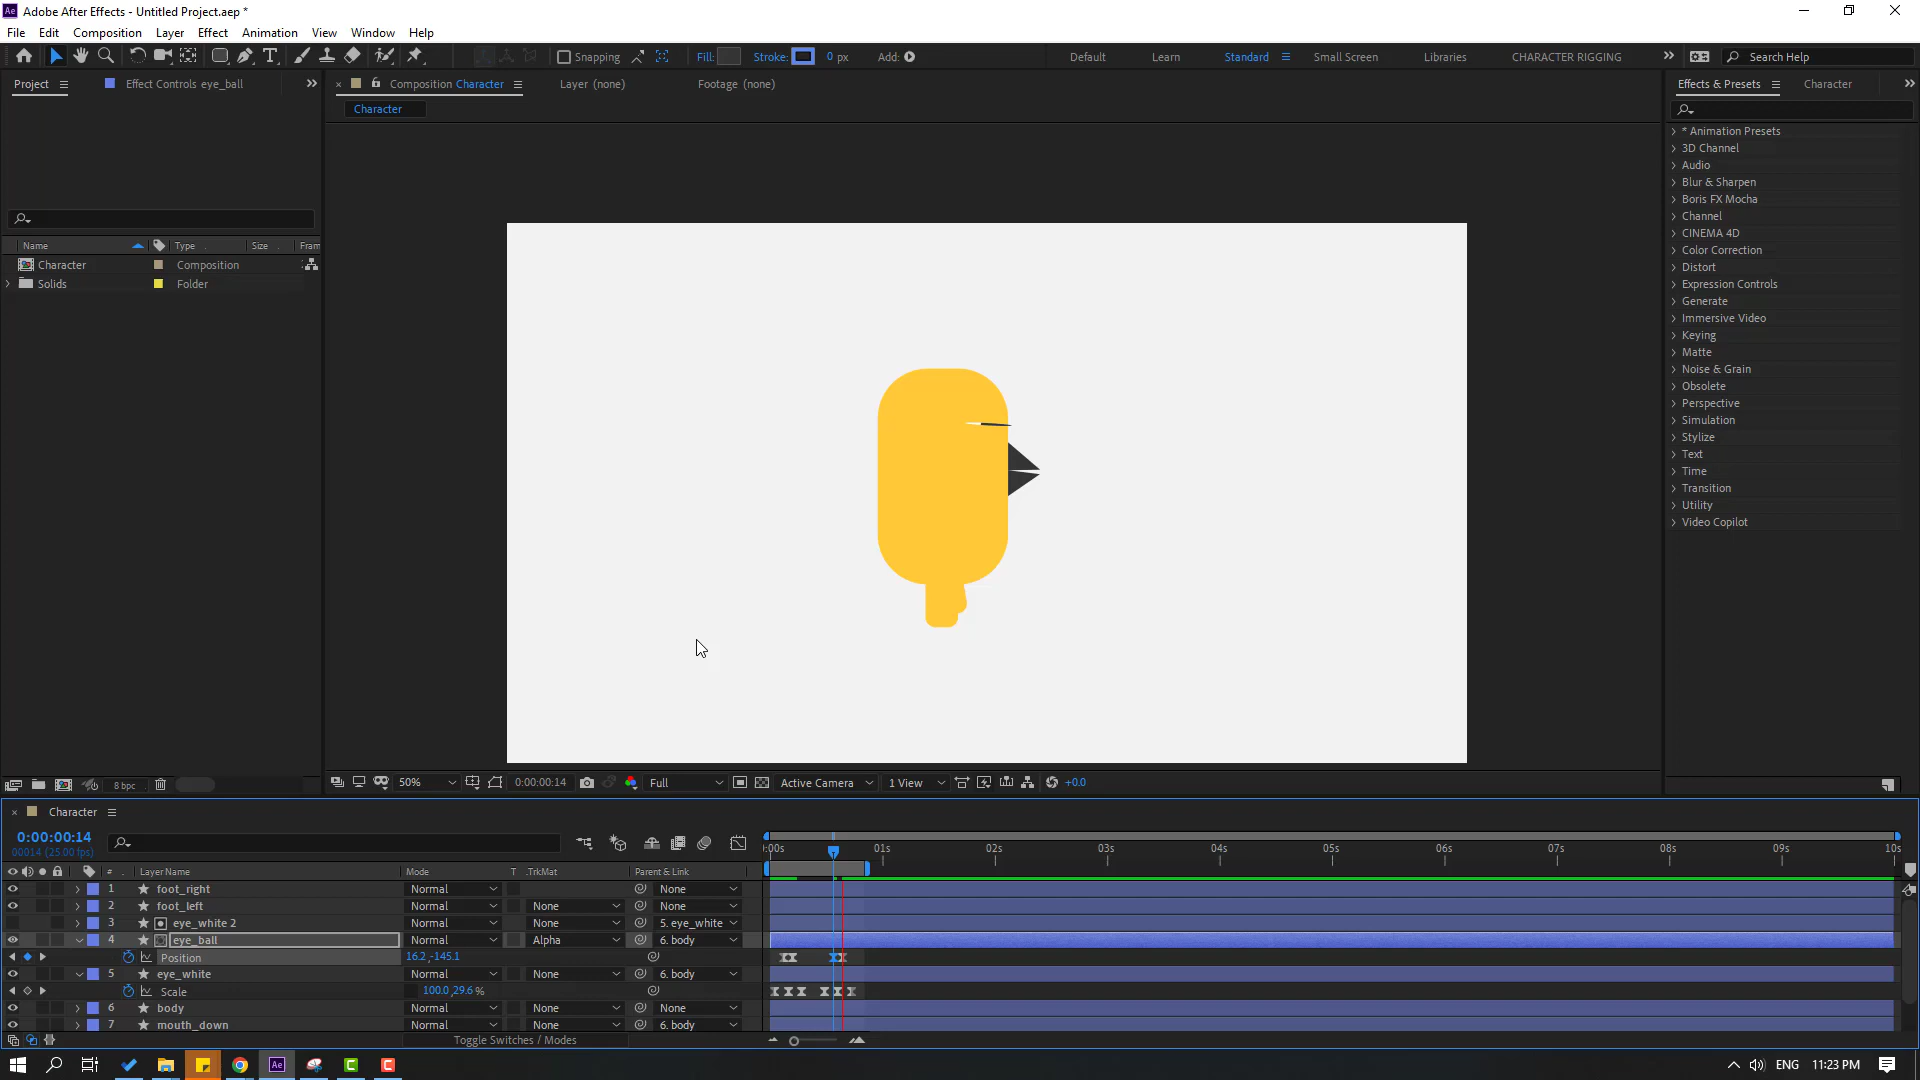 Adobe After Effects - Untitled Project.aep *
File Edit Composition Layer Effect Animation View Window Help
Snapping Fill: Stroke: 0 px Add: Default Learn Standard Small Screen Libraries CHARACTER RIGGING Search Help
Project Effect Controls eye_ball Composition Character Layer (none) Footage (none) Effects & Presets Character
Character
* Animation Presets
3D Channel
Audio
Blur & Sharpen
Boris FX Mocha
Channel
CINEMA 4D
Color Correction
Distort
Expression Controls
Generate
Immersive Video
Keying
Matte
Noise & Grain
Obsolete
Perspective
Simulation
Stylize
Text
Time
Transition
Utility
Video Copilot
Name Type Size Fram
Character Composition
Solids Folder
8 bpc 50% 0:00:00:14 Full Active Camera 1 View +0.0
Character
0:00:00:14
00014 (25.00 fps)
:00s 01s 02s 03s 04s 05s 06s 07s 08s 09s 10s
# Layer Name Mode T .TrkMat Parent & Link
1 foot_right Normal None
2 foot_left Normal None None
3 eye_white 2 Normal None 5. eye_white
4 eye_ball Normal Alpha 6. body
Position 16.2,-145.1
5 eye_white Normal None 6. body
Scale 100.0,29.6 %
6 body Normal None None
7 mouth_down Normal None 6. body
Toggle Switches / Modes
Ae ENG 11:23 PM